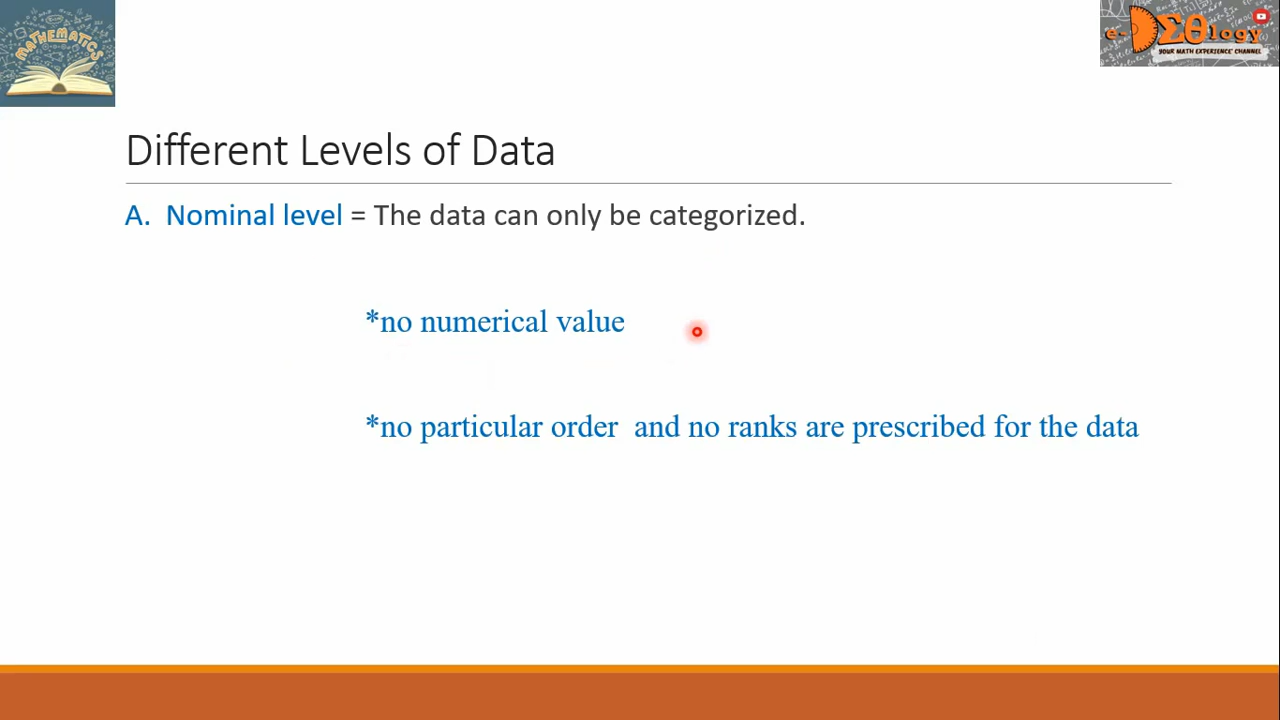 MATHEMATICS
e-DΣθlogy
YOUR MATH EXPERIENCE CHANNEL
Different Levels of Data
A. Nominal level = The data can only be categorized.
*no numerical value
*no particular order and no ranks are prescribed for the data